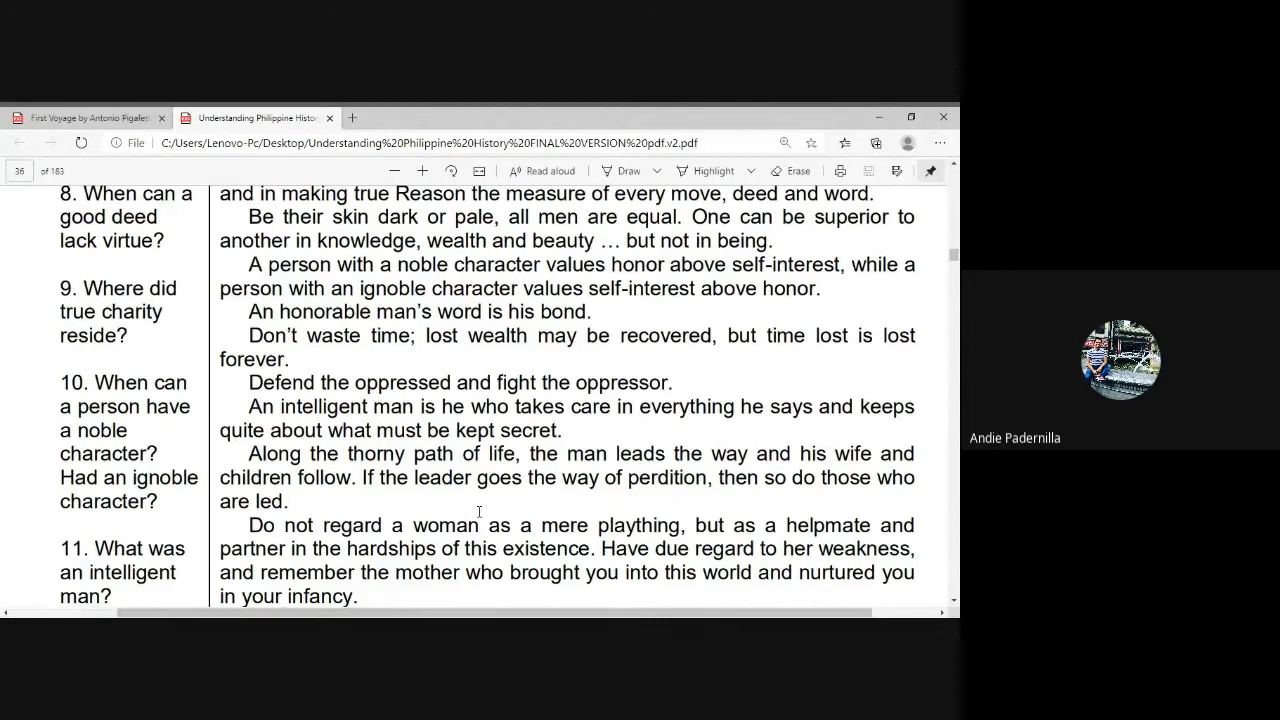 First Voyage by Antonio Pigafett
Understanding Philippine Histor
File
C:/Users/Lenovo-Pc/Desktop/Understanding%20Philippine%20History%20FINAL%20VERSION%20pdf.v2.pdf
36 of 183
Read aloud
Draw
Highlight
Erase
8. When can a
good deed
lack virtue?
9. Where did
true charity
reside?
10. When can
a person have
a noble
character?
Had an ignoble
character?
11. What was
an intelligent
man?
and in making true Reason the measure of every move, deed and word.
Be their skin dark or pale, all men are equal. One can be superior to
another in knowledge, wealth and beauty … but not in being.
A person with a noble character values honor above self-interest, while a
person with an ignoble character values self-interest above honor.
An honorable man’s word is his bond.
Don’t waste time; lost wealth may be recovered, but time lost is lost
forever.
Defend the oppressed and fight the oppressor.
An intelligent man is he who takes care in everything he says and keeps
quite about what must be kept secret.
Along the thorny path of life, the man leads the way and his wife and
children follow. If the leader goes the way of perdition, then so do those who
are led.
Do not regard a woman as a mere plaything, but as a helpmate and
partner in the hardships of this existence. Have due regard to her weakness,
and remember the mother who brought you into this world and nurtured you
in your infancy.
Andie Padernilla